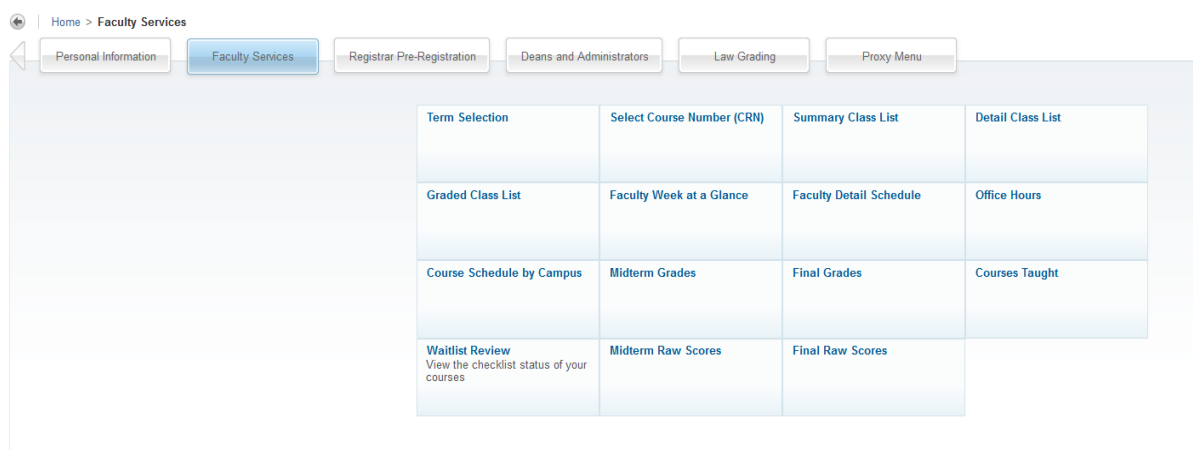 Home > Faculty Services
Personal Information
Faculty Services
Registrar Pre-Registration
Deans and Administrators
Law Grading
Proxy Menu
Term Selection
Select Course Number (CRN)
Summary Class List
Detail Class List
Graded Class List
Faculty Week at a Glance
Faculty Detail Schedule
Office Hours
Course Schedule by Campus
Midterm Grades
Final Grades
Courses Taught
Waitlist Review
View the checklist status of your
courses
Midterm Raw Scores
Final Raw Scores